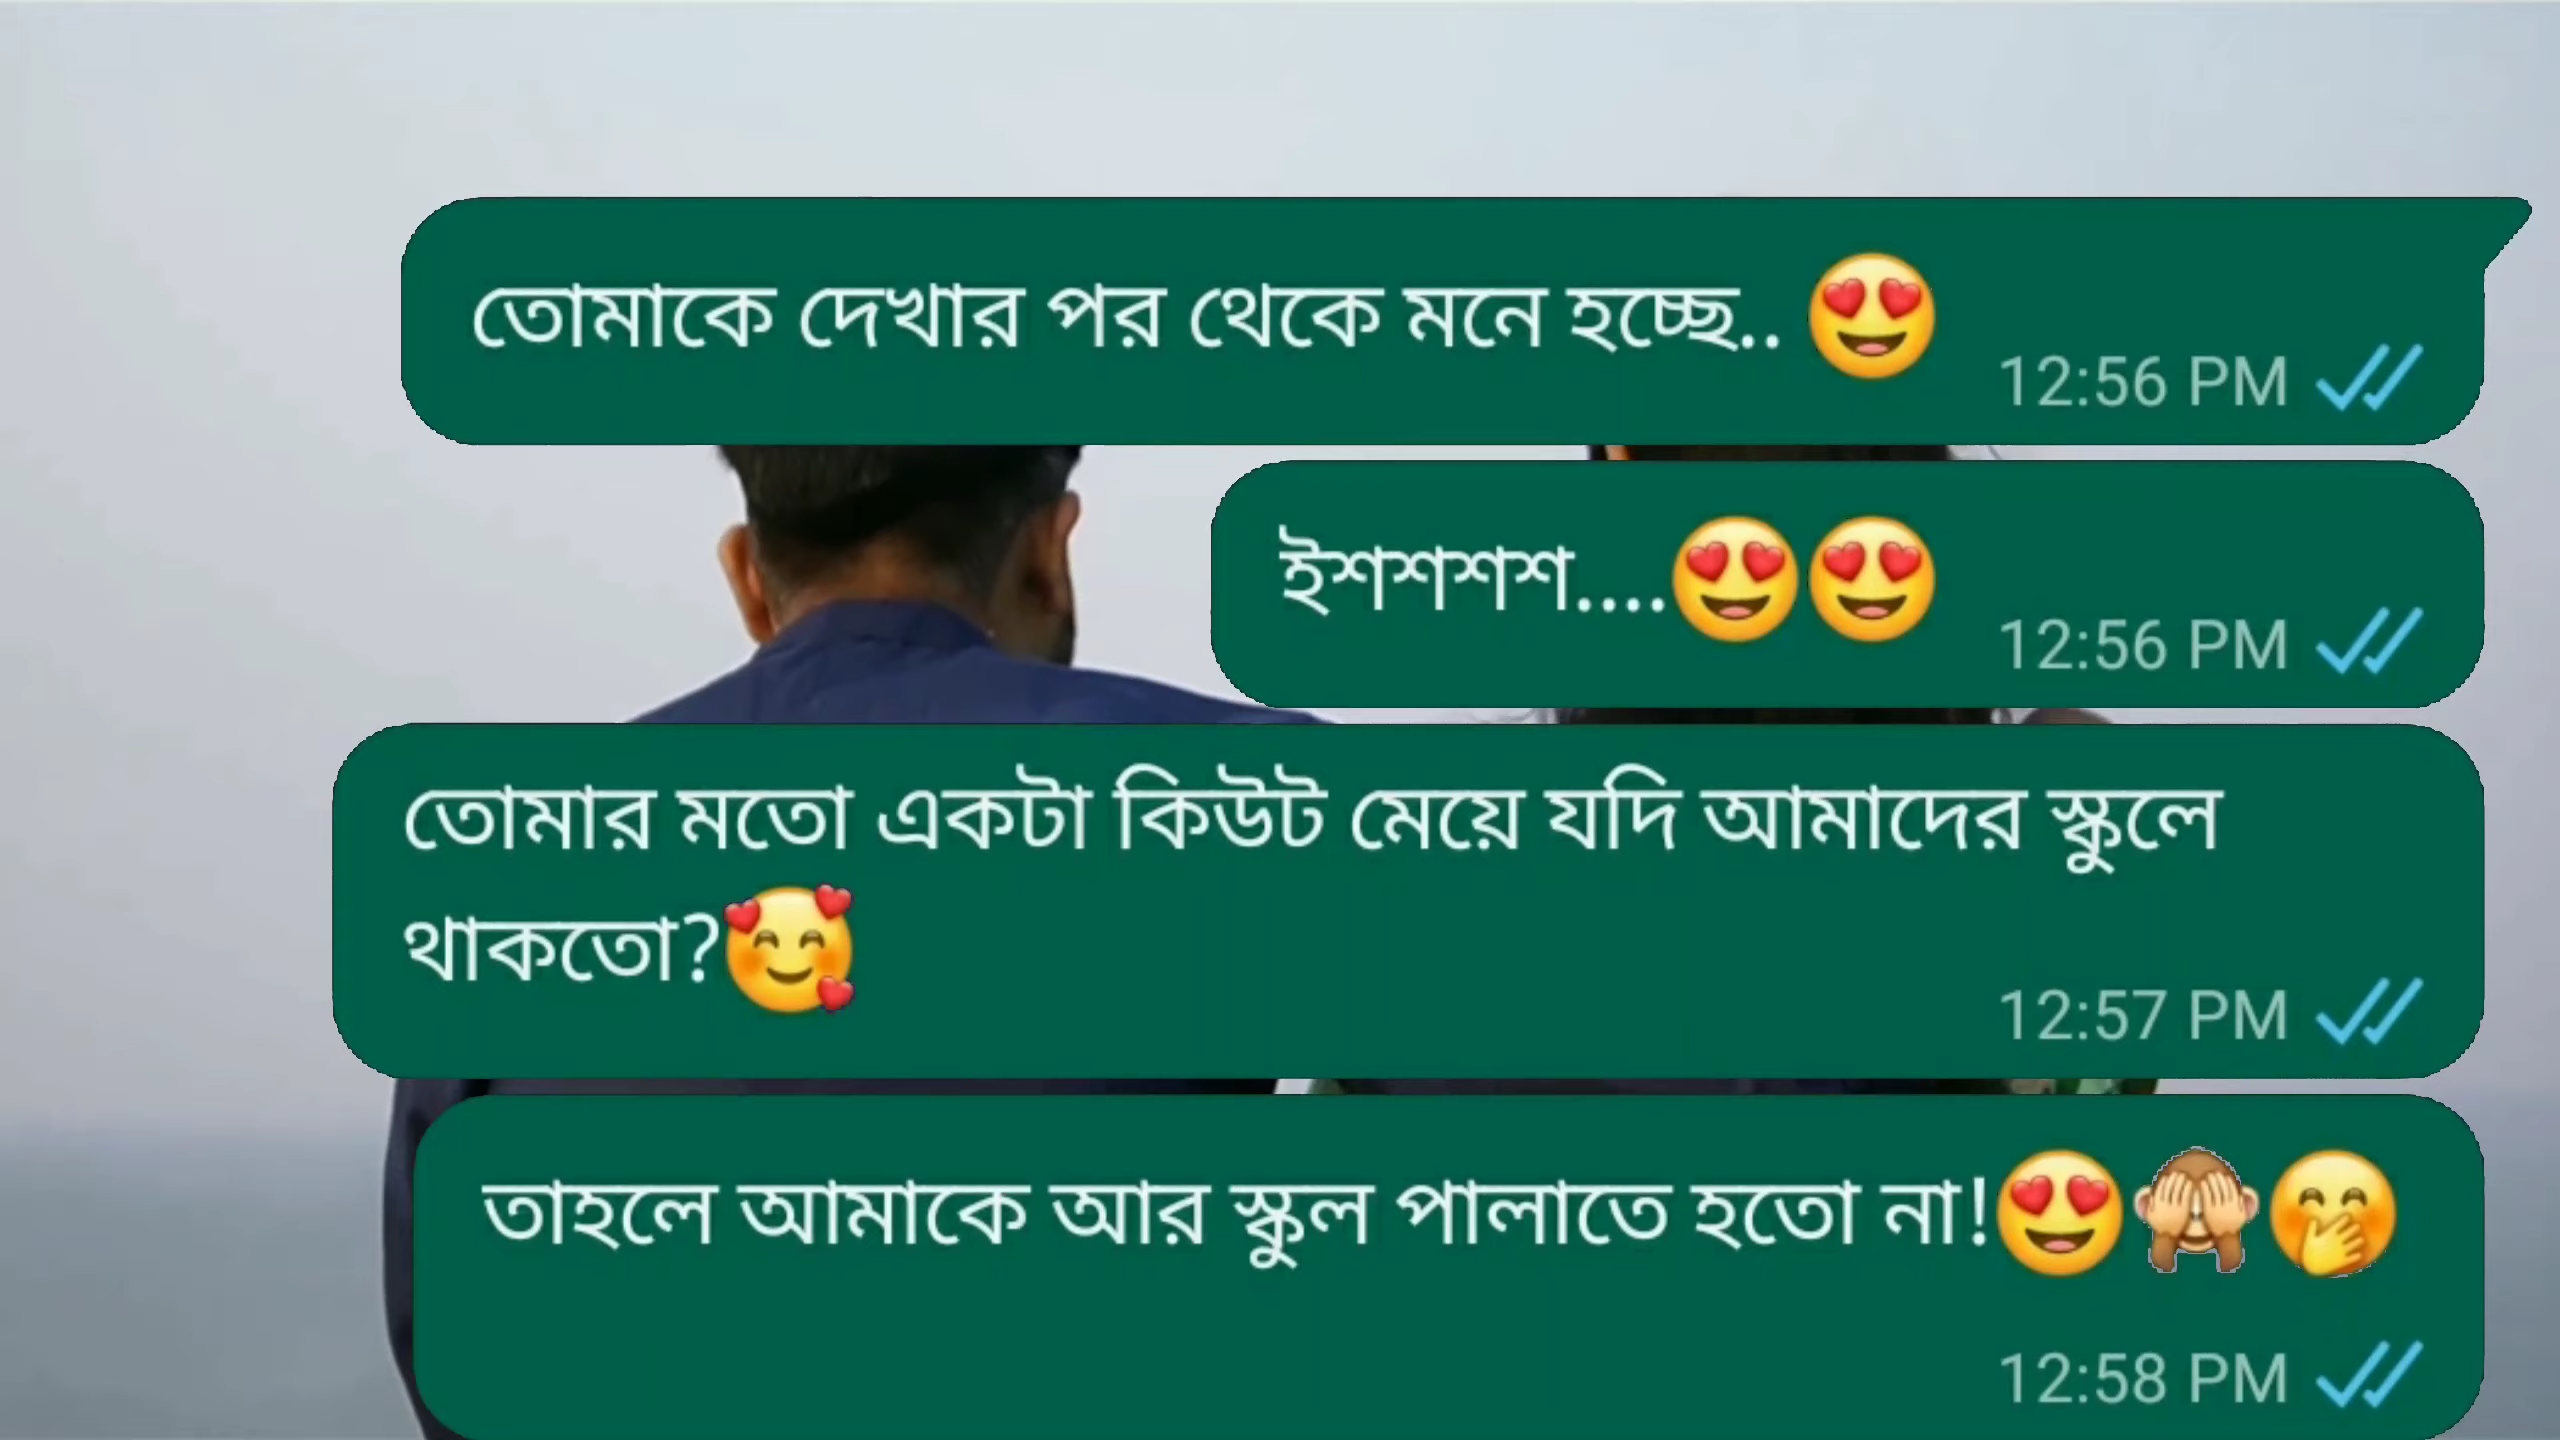 তোমাকে দেখার পর থেকে মনে হচ্ছে.. 😍
12:56 PM
ইশশশশ....😍😍
12:56 PM
তোমার মতো একটা কিউট মেয়ে যদি আমাদের স্কুলে
থাকতো?🥰
12:57 PM
তাহলে আমাকে আর স্কুল পালাতে হতো না!😍🙈🤭
12:58 PM